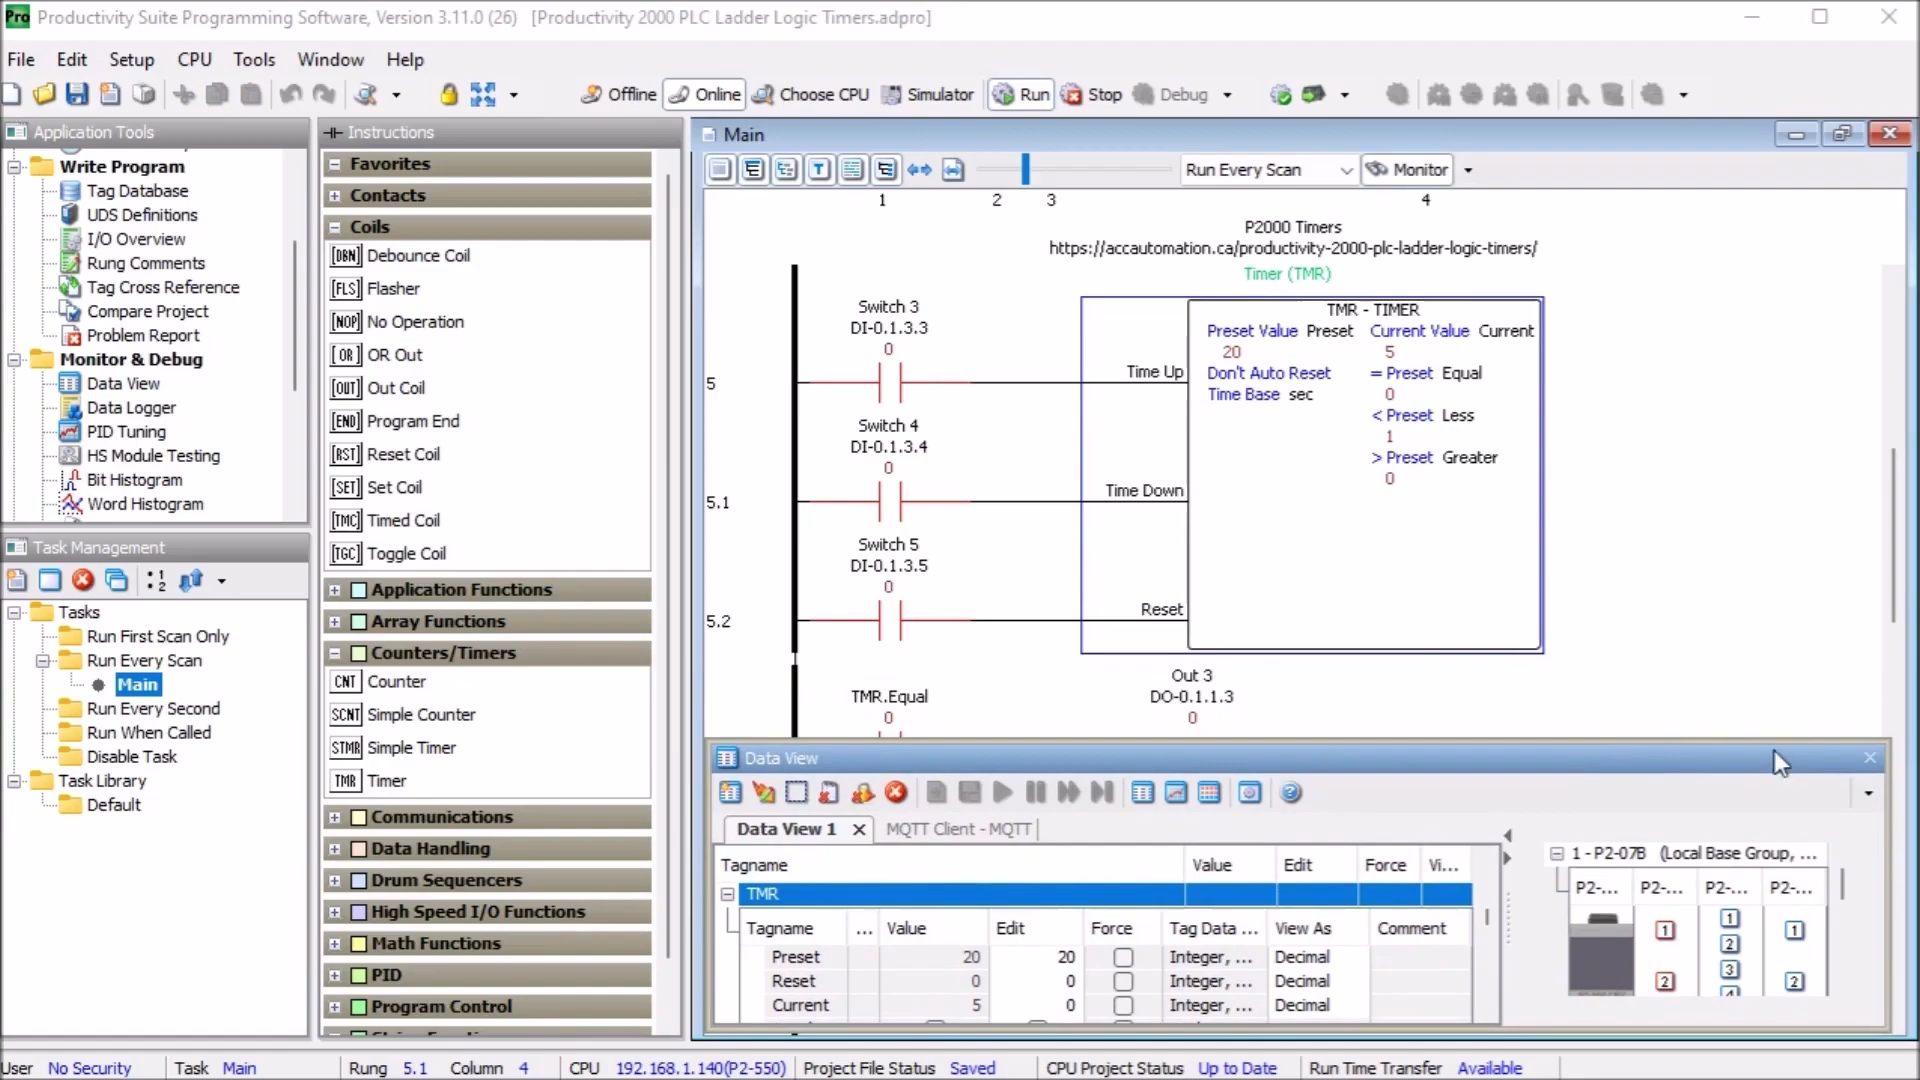 Pro Productivity Suite Programming Software, Version 3.11.0 (26) [Productivity 2000 PLC Ladder Logic Timers.adpro]
File Edit Setup CPU Tools Window Help
Offline Online Choose CPU Simulator Run Stop Debug
Application Tools
Write Program
Tag Database
UDS Definitions
I/O Overview
Rung Comments
Tag Cross Reference
Compare Project
Problem Report
Monitor & Debug
Data View
Data Logger
PID Tuning
HS Module Testing
Bit Histogram
Word Histogram
Task Management
Tasks
Run First Scan Only
Run Every Scan
Main
Run Every Second
Run When Called
Disable Task
Task Library
Default
Instructions
Favorites
Contacts
Coils
[DBN] Debounce Coil
[FLS] Flasher
[NOP] No Operation
[OR] OR Out
[OUT] Out Coil
[END] Program End
[RST] Reset Coil
[SET] Set Coil
[TMC] Timed Coil
[TGC] Toggle Coil
Application Functions
Array Functions
Counters/Timers
CNT Counter
SCNT Simple Counter
STMR Simple Timer
TMR Timer
Communications
Data Handling
Drum Sequencers
High Speed I/O Functions
Math Functions
PID
Program Control
Main
Run Every Scan Monitor
1 2 3 4
P2000 Timers
https://accautomation.ca/productivity-2000-plc-ladder-logic-timers/
Timer (TMR)
Switch 3
DI-0.1.3.3
0
5
Time Up
TMR - TIMER
Preset Value Preset Current Value Current
20 5
Don't Auto Reset = Preset Equal
Time Base sec 0
< Preset Less
1
> Preset Greater
0
Switch 4
DI-0.1.3.4
0
5.1
Time Down
Switch 5
DI-0.1.3.5
0
5.2
Reset
Out 3
TMR.Equal DO-0.1.1.3
0 0
Data View
Data View 1 MQTT Client - MQTT
Tagname Value Edit Force Vi...
TMR
Tagname ... Value Edit Force Tag Data ... View As Comment
Preset 20 20 Integer, ... Decimal
Reset 0 0 Integer, ... Decimal
Current 5 0 Integer, ... Decimal
1 - P2-07B (Local Base Group, ...
P2-... P2-... P2-... P2-...
1 1 1
2
3
2 2
User No Security Task Main Rung 5.1 Column 4 CPU 192.168.1.140(P2-550) Project File Status Saved CPU Project Status Up to Date Run Time Transfer Available